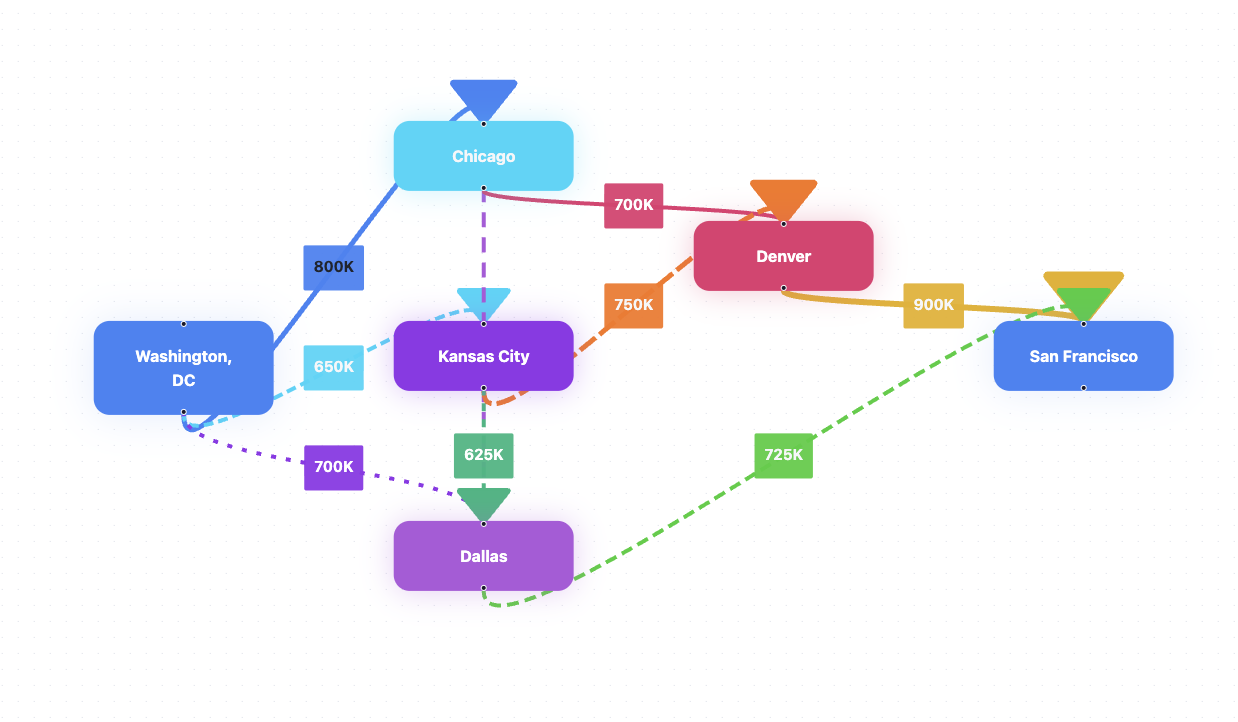 Chicago
700K
Denver
800K
750K
900K
Washington,
DC
650K
Kansas City
San Francisco
700K
625K
725K
Dallas